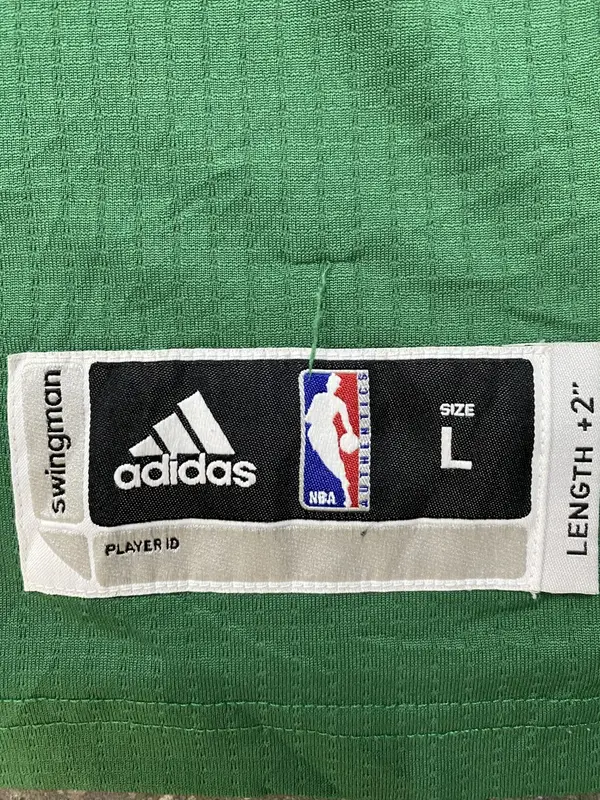 swingman
adidas
NBA
AUTHENTICS
SIZE
L
LENGTH +2"
PLAYER ID